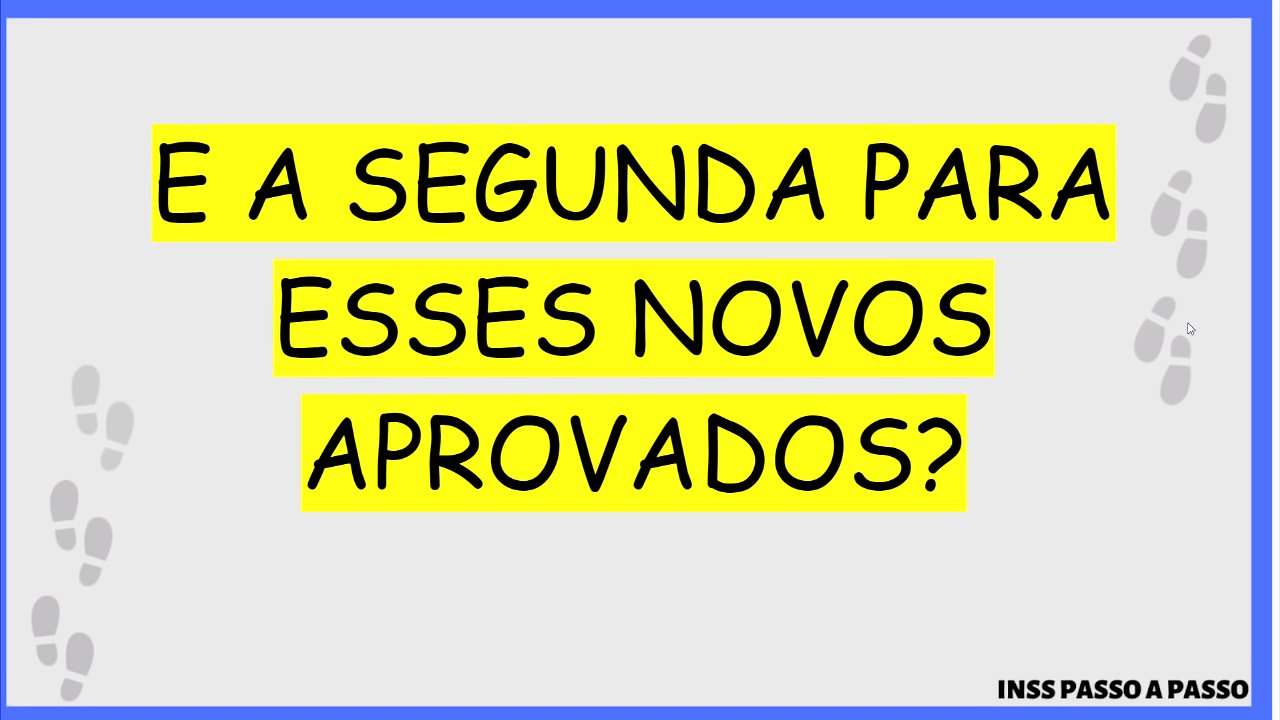 E A SEGUNDA PARA
ESSES NOVOS
APROVADOS?
INSS PASSO A PASSO